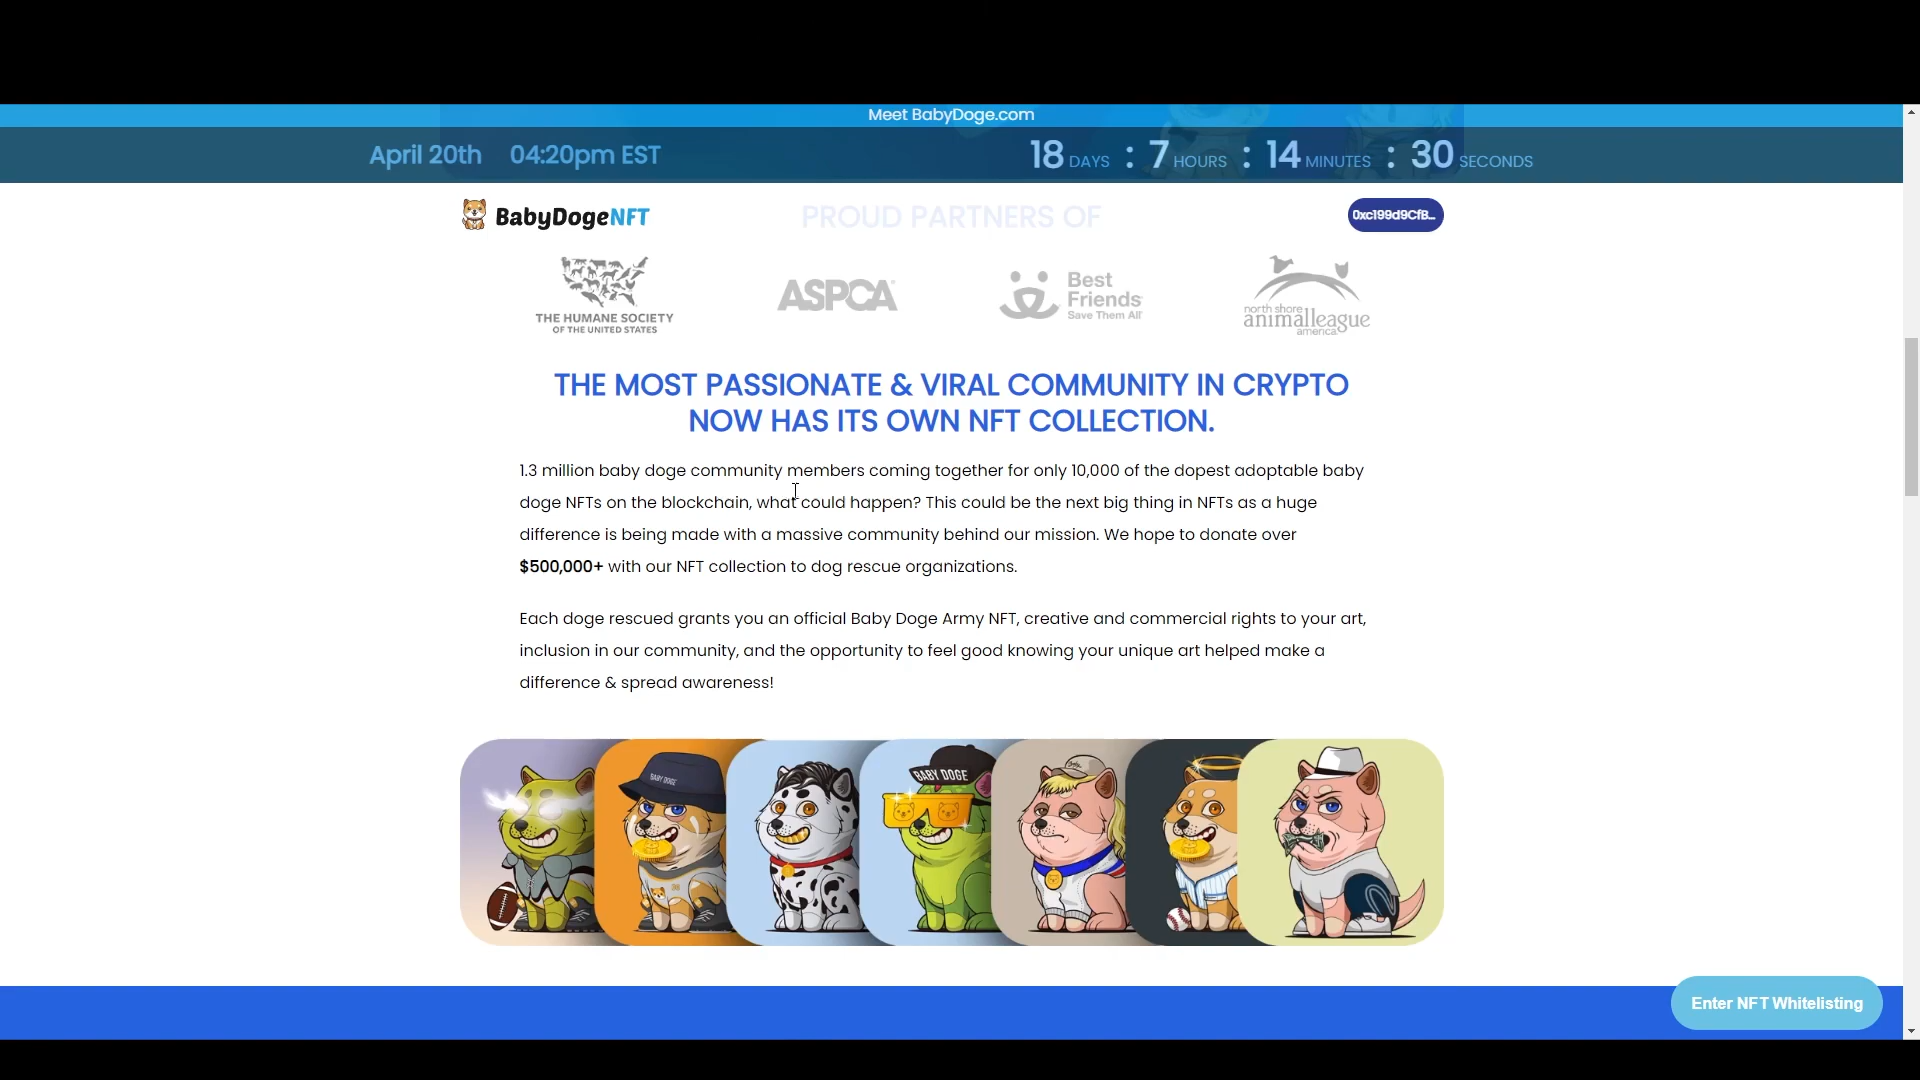 Meet BabyDoge.com
April 20th 04:20pm EST
18 DAYS : 7 HOURS : 14 MINUTES : 30 SECONDS
BabyDogeNFT
PROUD PARTNERS OF
0xc199d9CfB...
THE HUMANE SOCIETY
OF THE UNITED STATES
ASPCA
Best
Friends
Save Them All
north shore
animalleague
america
THE MOST PASSIONATE & VIRAL COMMUNITY IN CRYPTO
NOW HAS ITS OWN NFT COLLECTION.
1.3 million baby doge community members coming together for only 10,000 of the dopest adoptable baby
doge NFTs on the blockchain, what could happen? This could be the next big thing in NFTs as a huge
difference is being made with a massive community behind our mission. We hope to donate over
$500,000+ with our NFT collection to dog rescue organizations.
Each doge rescued grants you an official Baby Doge Army NFT, creative and commercial rights to your art,
inclusion in our community, and the opportunity to feel good knowing your unique art helped make a
difference & spread awareness!
BABY DOGE
BABY DOGE
Enter NFT Whitelisting